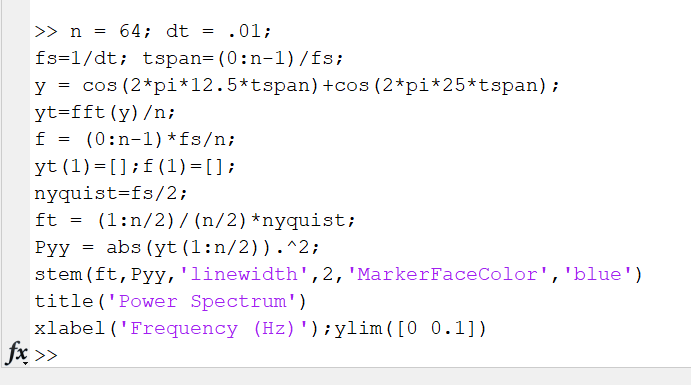 >> n = 64; dt = .01;
fs=1/dt; tspan=(0:n-1)/fs;
y = cos(2*pi*12.5*tspan)+cos(2*pi*25*tspan);
yt=fft(y)/n;
f = (0:n-1)*fs/n;
yt(1)=[];f(1)=[];
nyquist=fs/2;
ft = (1:n/2)/(n/2)*nyquist;
Pyy = abs(yt(1:n/2)).^2;
stem(ft,Pyy,'linewidth',2,'MarkerFaceColor','blue')
title('Power Spectrum')
xlabel('Frequency (Hz)');ylim([0 0.1])
fx >>